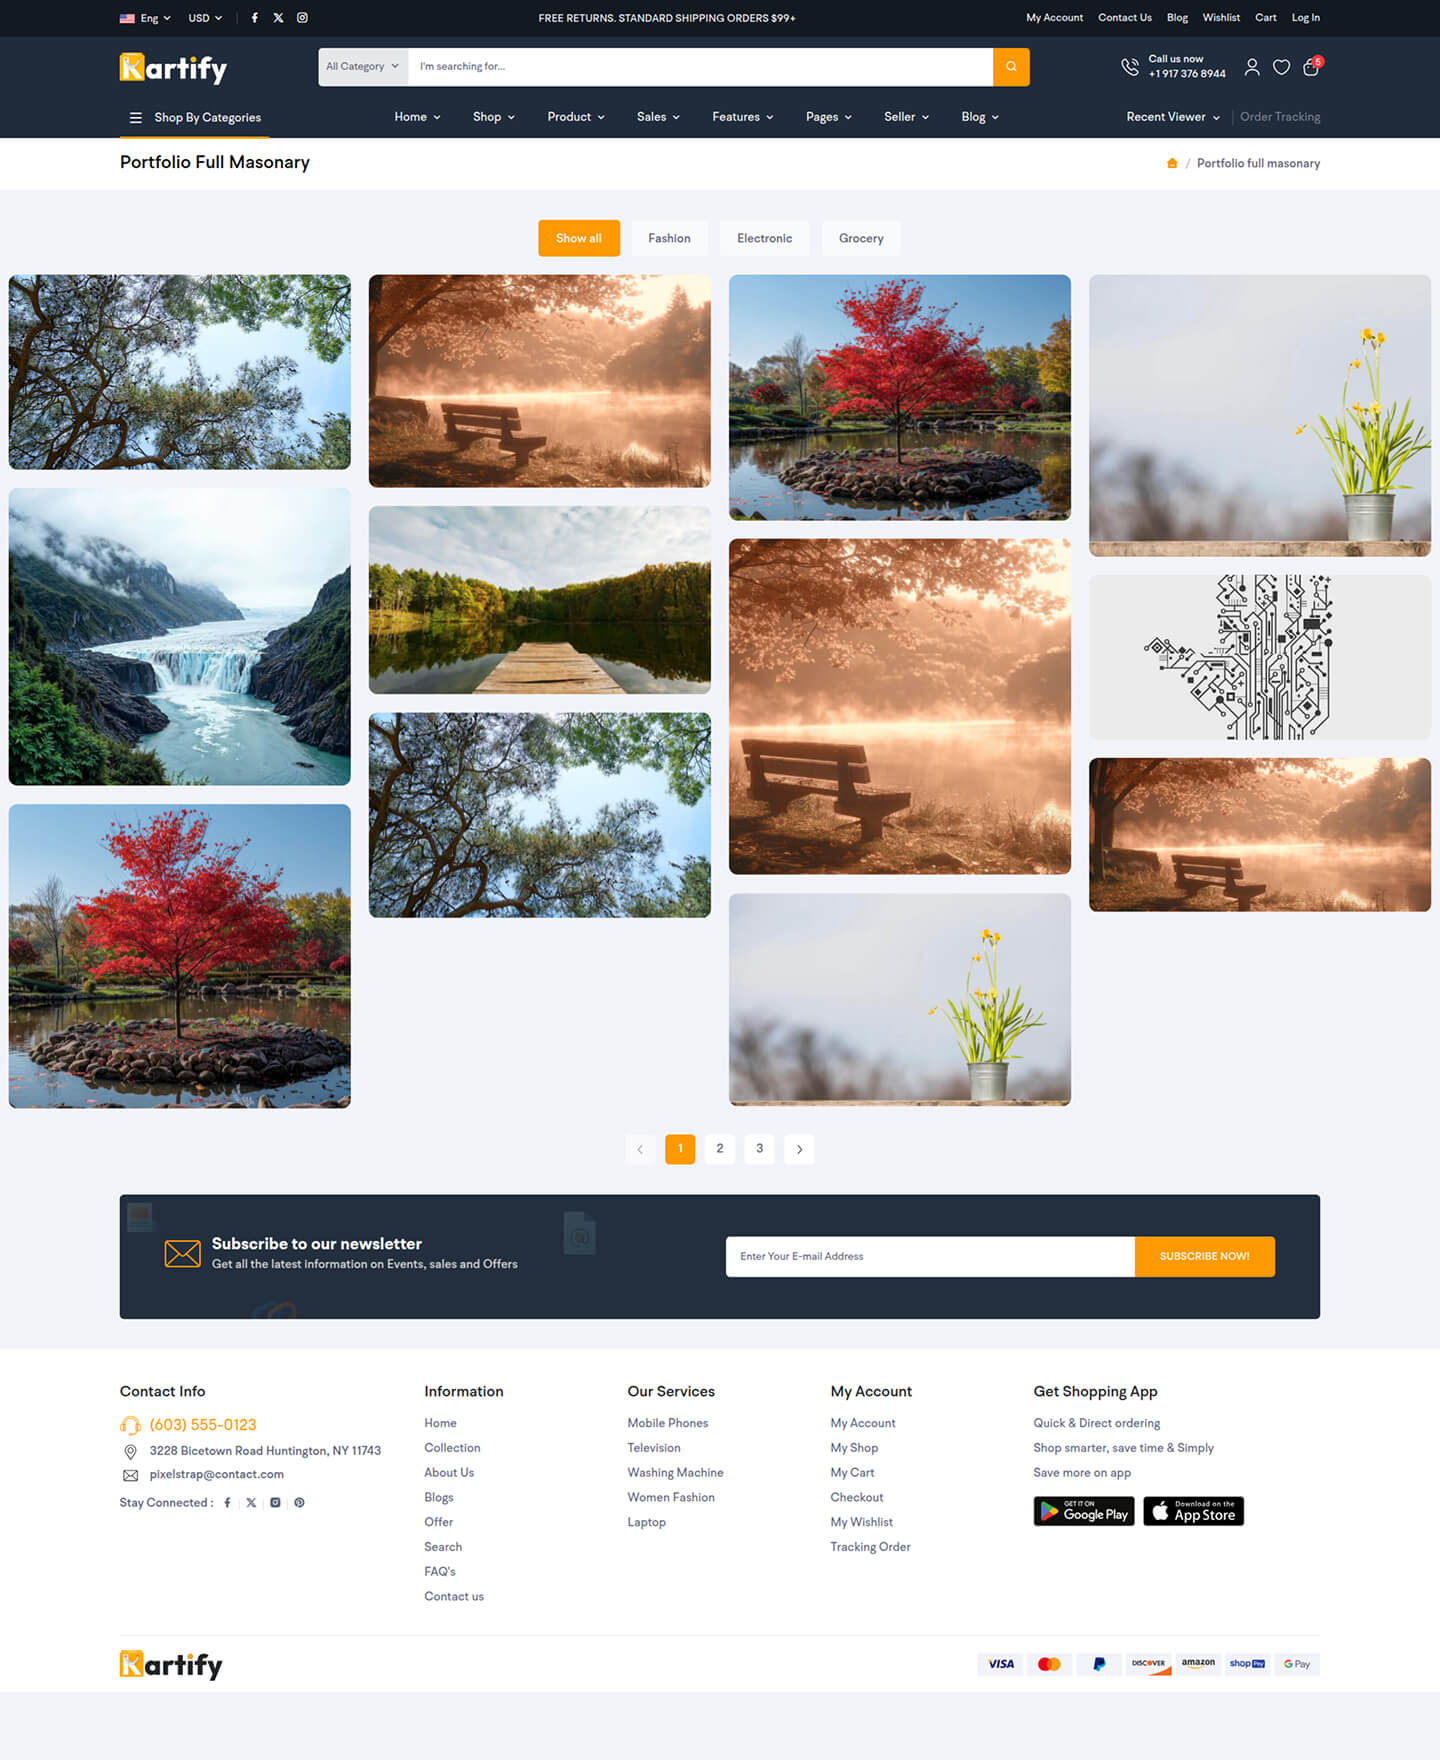 Eng USD FREE RETURNS. STANDARD SHIPPING ORDERS $99+ My Account Contact Us Blog Wishlist Cart Log In
Kartify All Category I'm searching for... Call us now
+1 917 376 8944 5
Shop By Categories Home Shop Product Sales Features Pages Seller Blog Recent Viewer Order Tracking
Portfolio Full Masonary / Portfolio full masonary
Show all Fashion Electronic Grocery
1 2 3
Subscribe to our newsletter
Get all the latest information on Events, sales and Offers
Enter Your E-mail Address SUBSCRIBE NOW!
Contact Info
(603) 555-0123
3228 Bicetown Road Huntington, NY 11743
pixelstrap@contact.com
Stay Connected :
Information
Home
Collection
About Us
Blogs
Offer
Search
FAQ's
Contact us
Our Services
Mobile Phones
Television
Washing Machine
Women Fashion
Laptop
My Account
My Account
My Shop
My Cart
Checkout
My Wishlist
Tracking Order
Get Shopping App
Quick & Direct ordering
Shop smarter, save time & Simply
Save more on app
GET IT ON
Google Play
Download on the
App Store
Kartify VISA DISCOVER amazon shop Pay G Pay